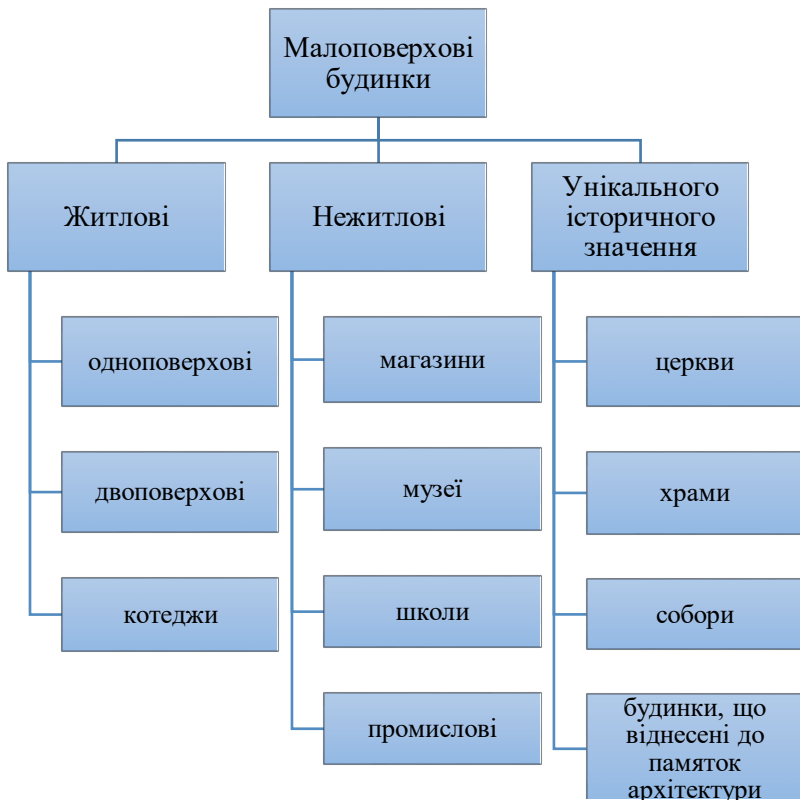 Малоповерхові
будинки
Житлові
Нежитлові
Унікального
історичного
значення
одноповерхові
двоповерхові
котеджи
магазини
музеї
школи
промислові
церкви
храми
собори
будинки, що
віднесені до
памяток
архітектури